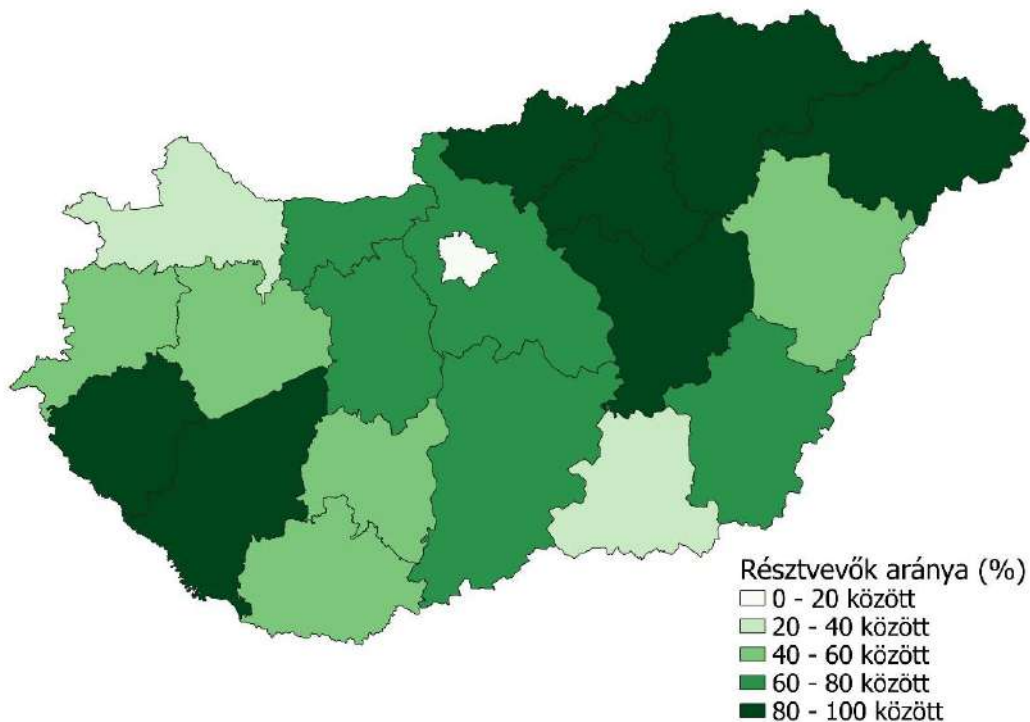 Résztvevők aránya (%)
0 - 20 között
20 - 40 között
40 - 60 között
60 - 80 között
80 - 100 között